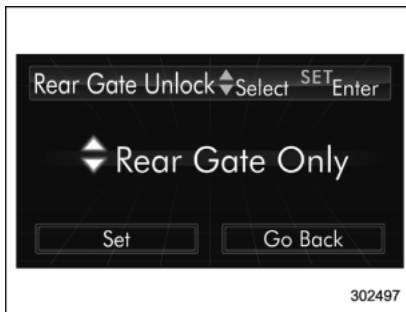 Rear Gate Unlock Select SET Enter
Rear Gate Only
Set Go Back
302497